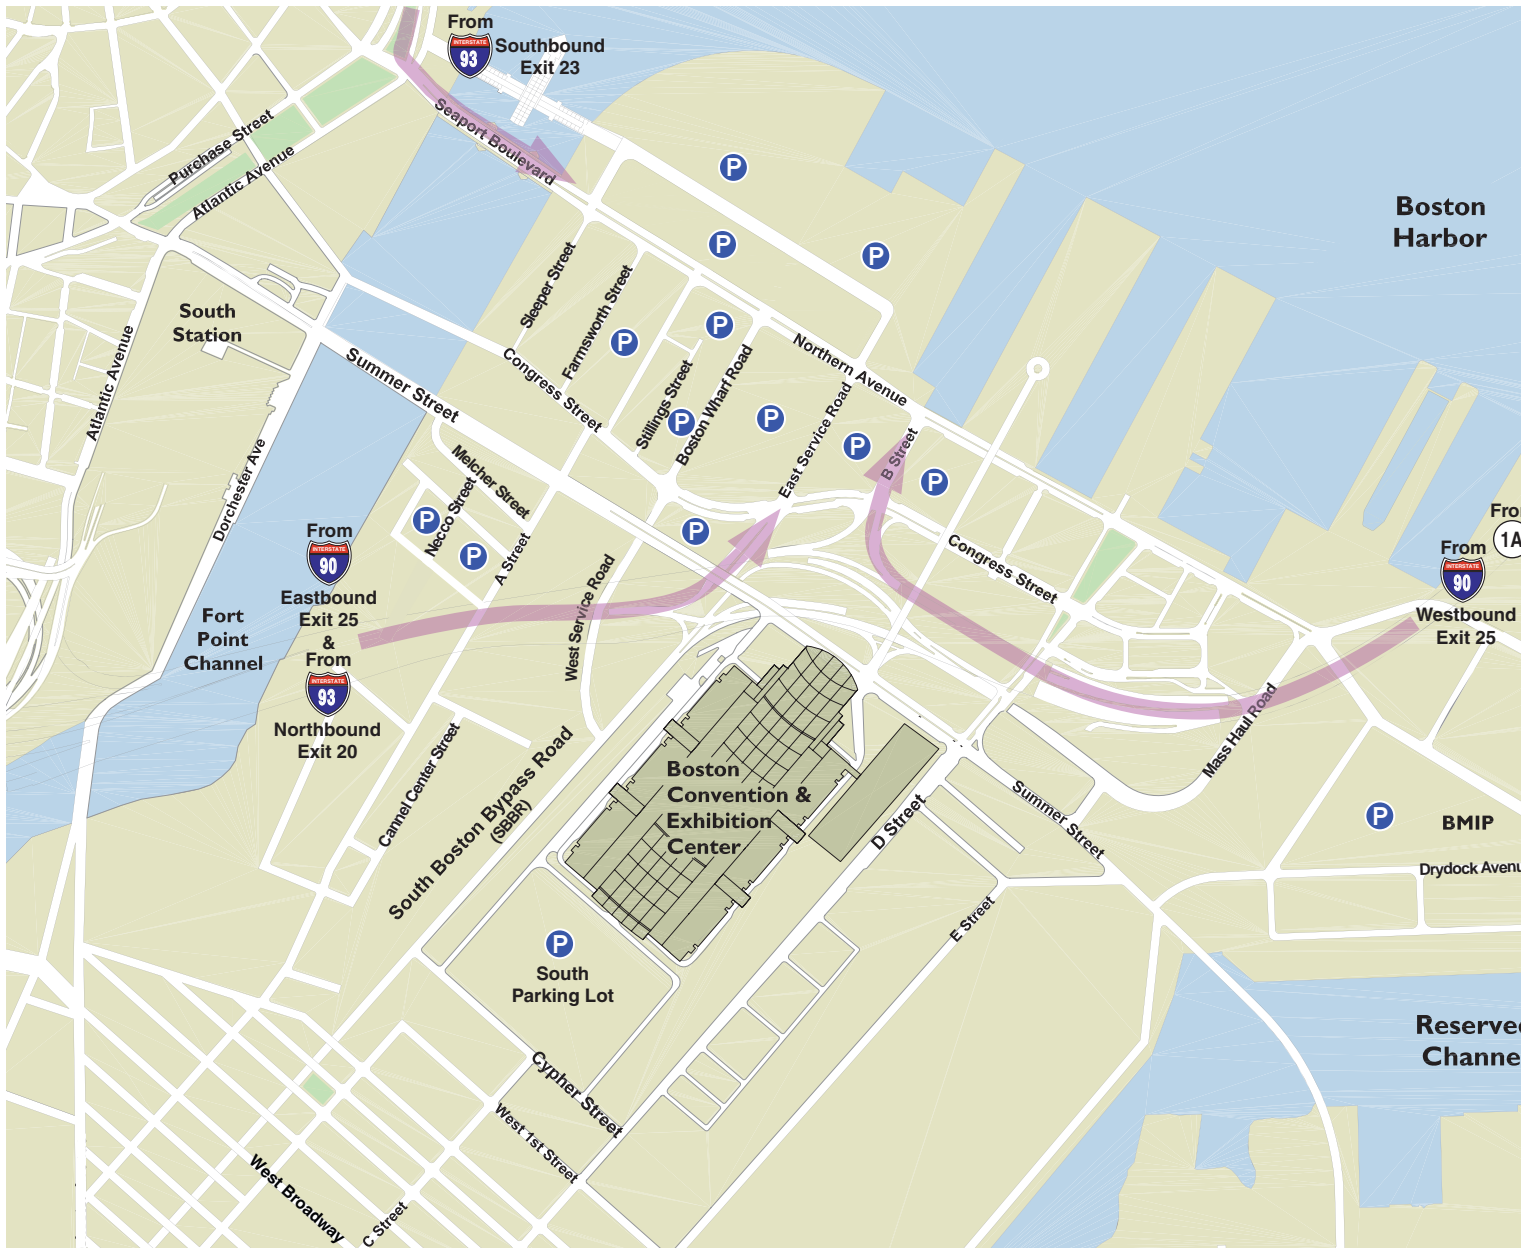 From
INTERSTATE
93
Southbound
Exit 23
Seaport Boulevard
Purchase Street
Atlantic Avenue
P
P
P
Boston
Harbor
South
Station
Sleeper Street
Farmsworth Street
P
P
Northern Avenue
Atlantic Avenue
Summer Street
Congress Street
Stillings Street
P
Boston Wharf Road
P
East Service Road
P
B Street
P
Dorchester Ave
Melcher Street
P
Necco Street
P
A Street
P
From
INTERSTATE
90
Eastbound
Exit 25
&
From
INTERSTATE
93
Northbound
Exit 20
Fort
Point
Channel
West Service Road
Congress Street
1A
From
INTERSTATE
90
Westbound
Exit 25
Mass Haul Road
Cannel Center Street
South Boston Bypass Road
(SBBR)
Boston
Convention &
Exhibition
Center
D Street
Summer Street
P
BMIP
Drydock Avenu
E Street
P
South
Parking Lot
Reserve
Channe
Cypher Street
West 1st Street
West Broadway
C Street